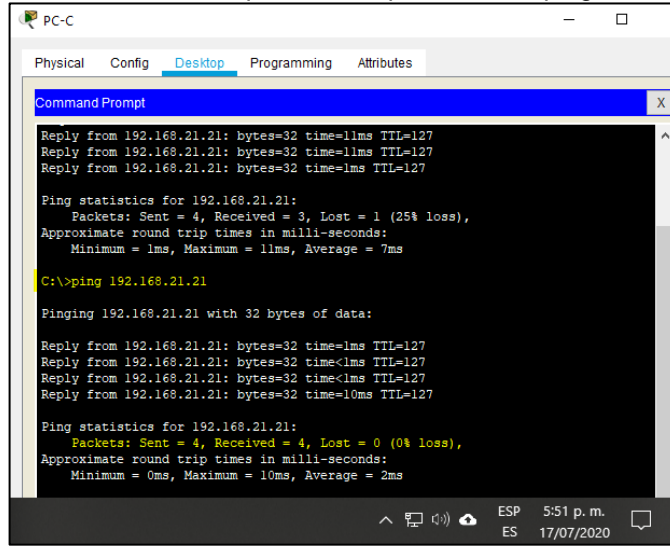 PC-C
Physical Config Desktop Programming Attributes
Command Prompt
X
Reply from 192.168.21.21: bytes=32 time=11ms TTL=127
Reply from 192.168.21.21: bytes=32 time=11ms TTL=127
Reply from 192.168.21.21: bytes=32 time=1ms TTL=127
Ping statistics for 192.168.21.21:
Packets: Sent = 4, Received = 3, Lost = 1 (25% loss),
Approximate round trip times in milli-seconds:
Minimum = 1ms, Maximum = 11ms, Average = 7ms
C:\>ping 192.168.21.21
Pinging 192.168.21.21 with 32 bytes of data:
Reply from 192.168.21.21: bytes=32 time=1ms TTL=127
Reply from 192.168.21.21: bytes=32 time<1ms TTL=127
Reply from 192.168.21.21: bytes=32 time<1ms TTL=127
Reply from 192.168.21.21: bytes=32 time=10ms TTL=127
Ping statistics for 192.168.21.21:
Packets: Sent = 4, Received = 4, Lost = 0 (0% loss),
Approximate round trip times in milli-seconds:
Minimum = 0ms, Maximum = 10ms, Average = 2ms
ESP 5:51 p. m.
ES 17/07/2020